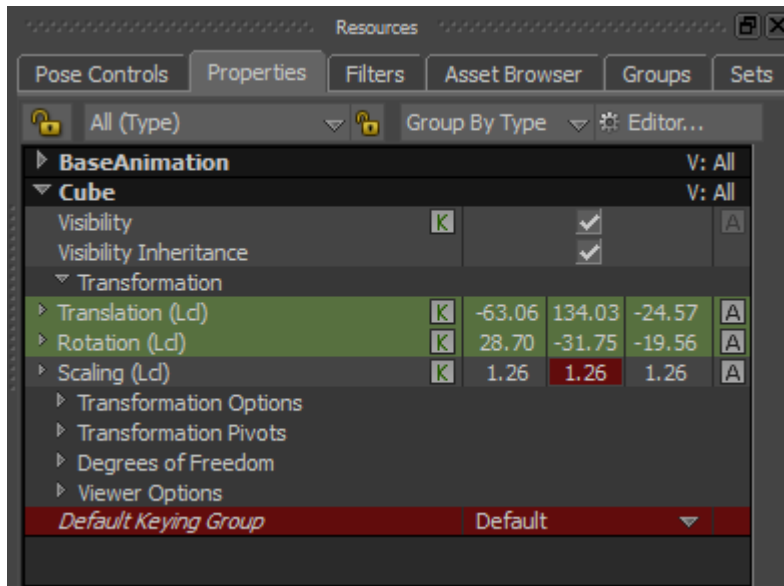 Resources
Pose Controls Properties Filters Asset Browser Groups Sets
All (Type) Group By Type Editor...
BaseAnimation V: All
Cube V: All
Visibility K A
Visibility Inheritance
Transformation
Translation (Lcl) K -63.06 134.03 -24.57 A
Rotation (Lcl) K 28.70 -31.75 -19.56 A
Scaling (Lcl) K 1.26 1.26 1.26 A
Transformation Options
Transformation Pivots
Degrees of Freedom
Viewer Options
Default Keying Group Default